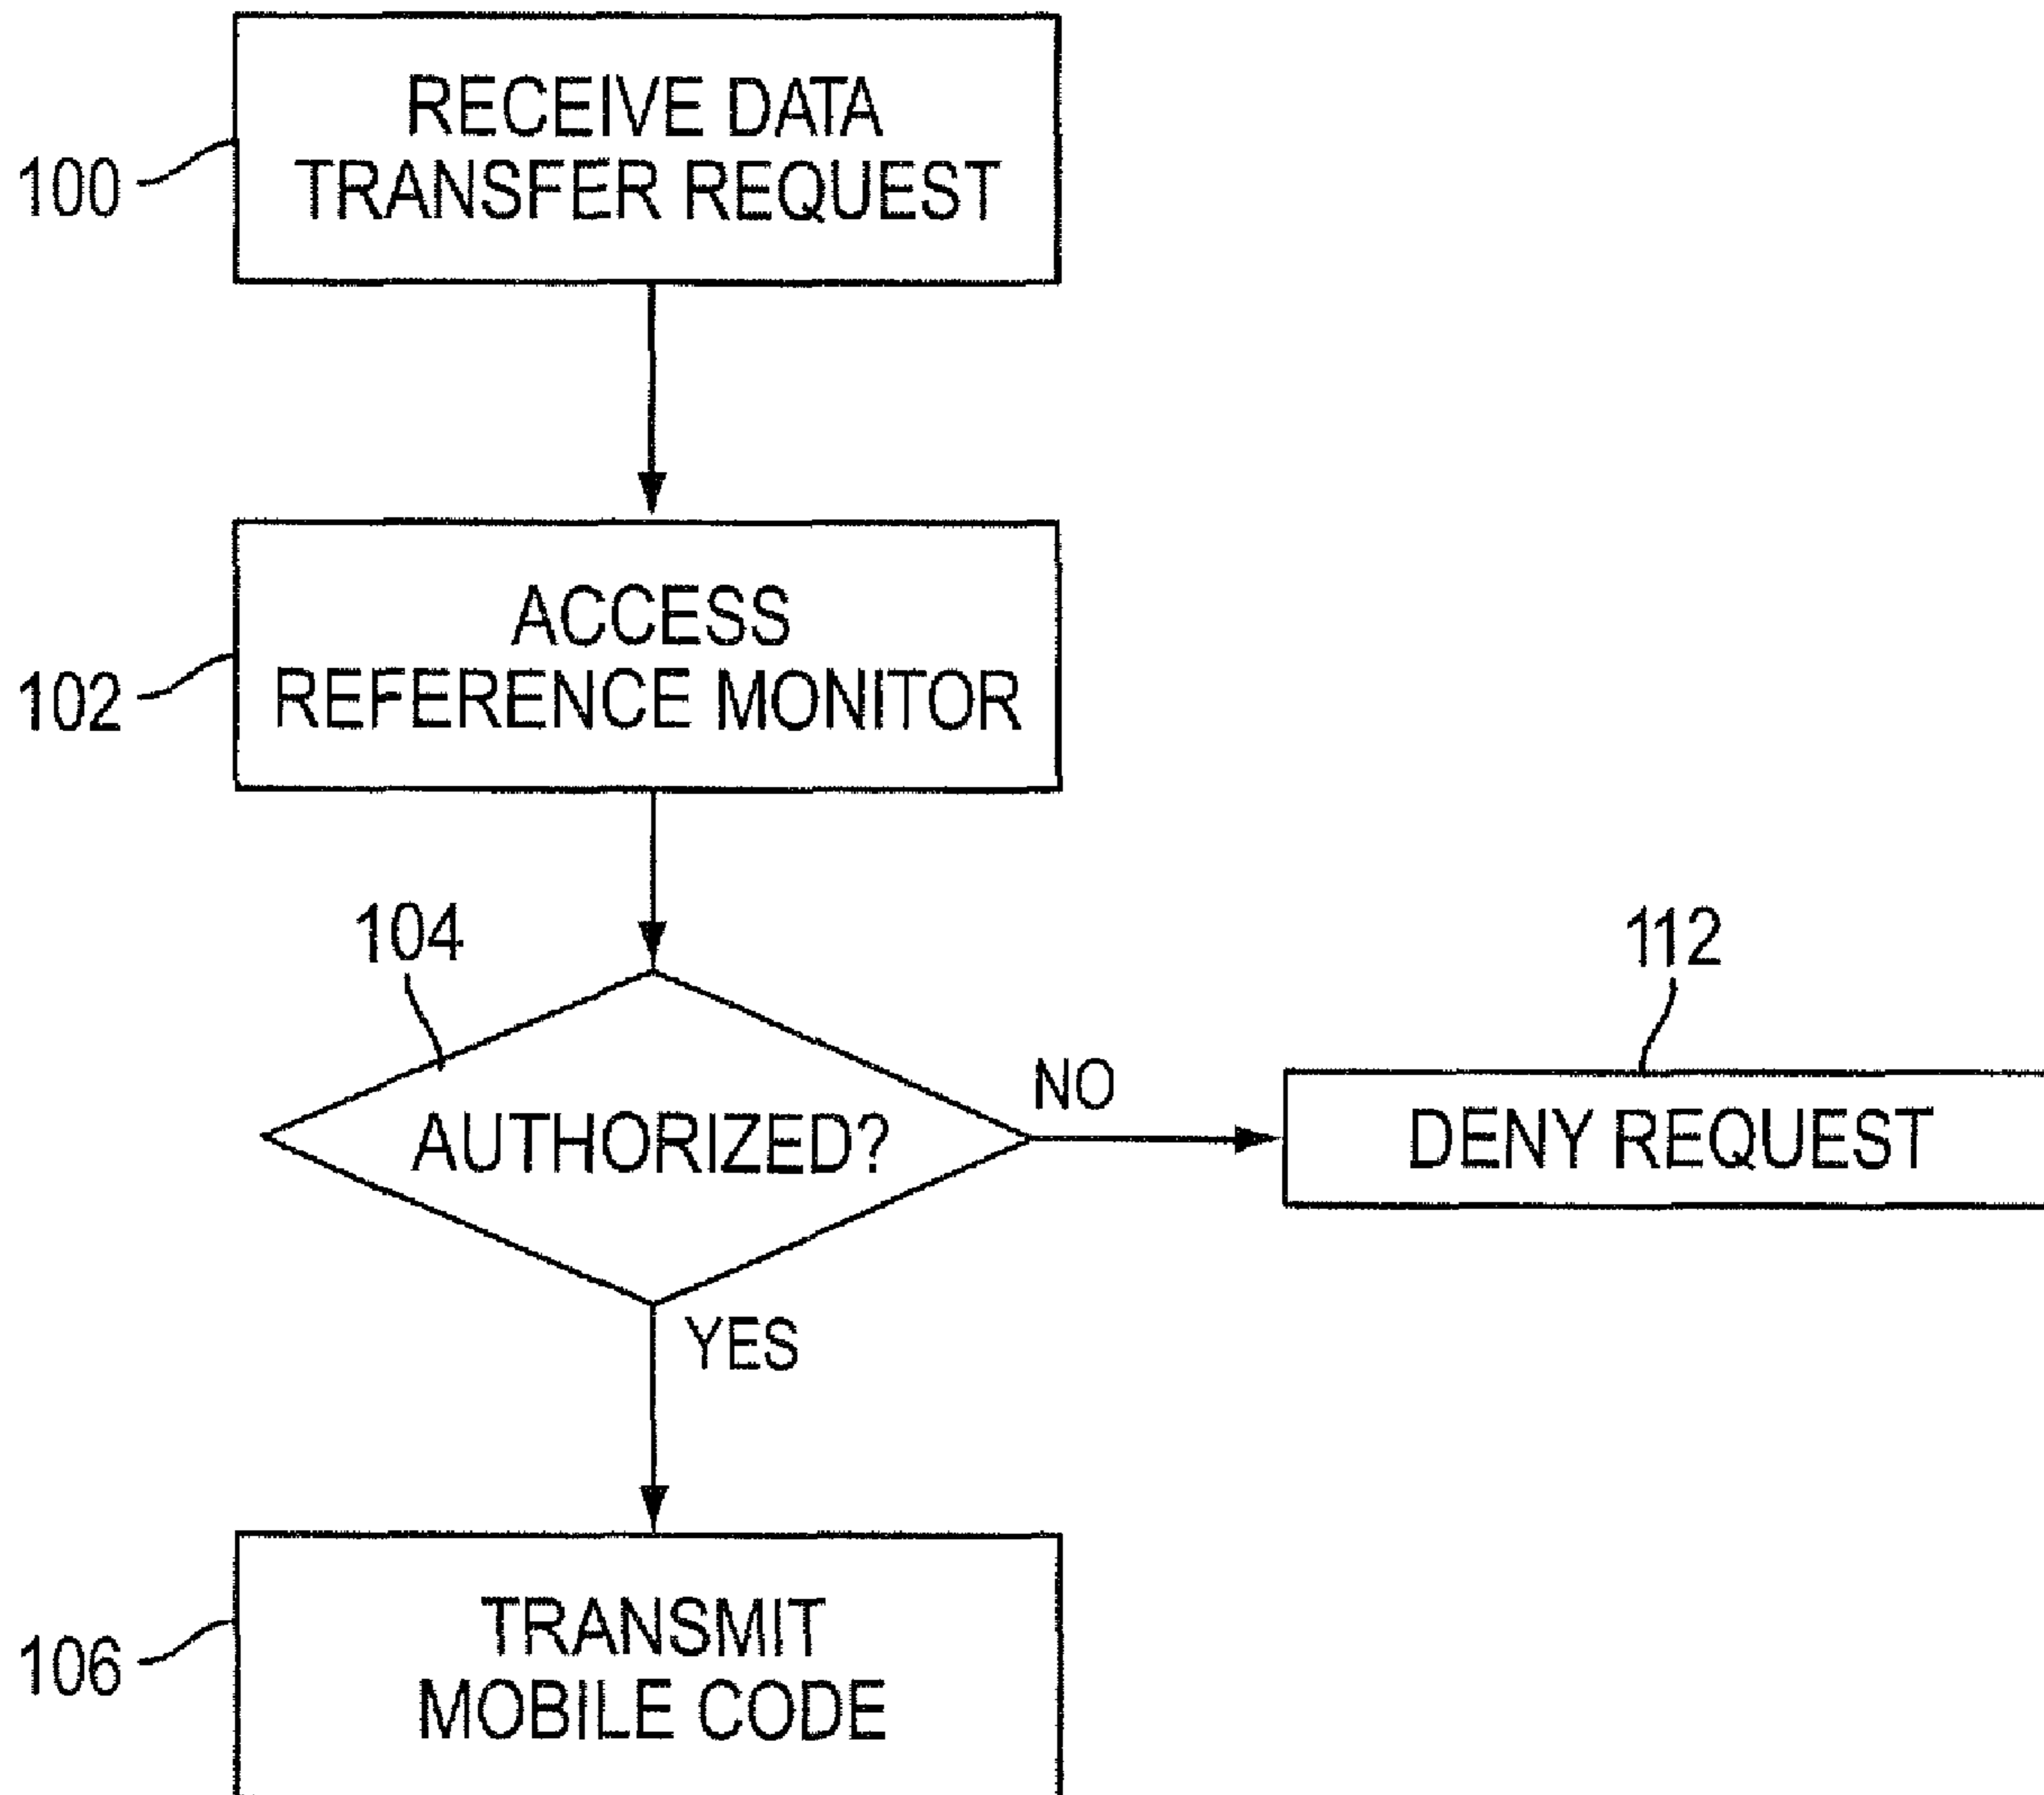 RECEIVE DATA
TRANSFER REQUEST
100
ACCESS
REFERENCE MONITOR
102
104
AUTHORIZED?
NO
112
DENY REQUEST
YES
TRANSMIT
MOBILE CODE
106